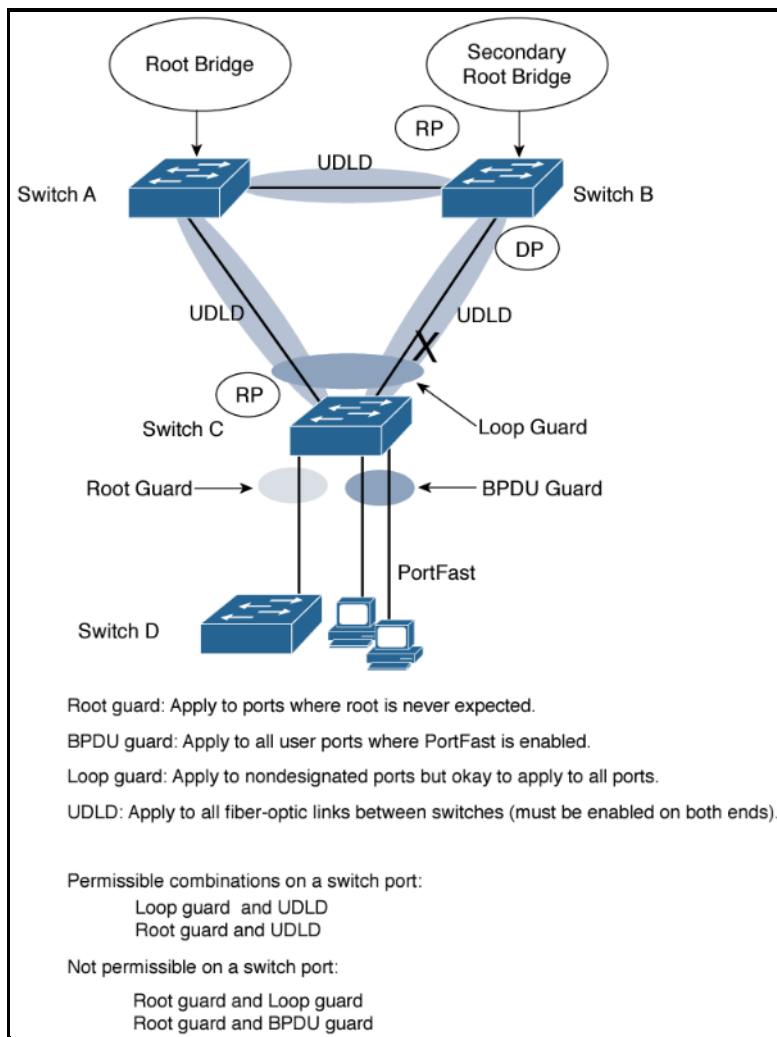 Root Bridge
Secondary
Root Bridge
RP
UDLD
Switch A
Switch B
DP
UDLD
UDLD
X
RP
Switch C
Loop Guard
Root Guard
BPDU Guard
PortFast
Switch D
Root guard: Apply to ports where root is never expected.
BPDU guard: Apply to all user ports where PortFast is enabled.
Loop guard: Apply to nondesignated ports but okay to apply to all ports.
UDLD: Apply to all fiber-optic links between switches (must be enabled on both ends).
Permissible combinations on a switch port:
Loop guard and UDLD
Root guard and UDLD
Not permissible on a switch port:
Root guard and Loop guard
Root guard and BPDU guard